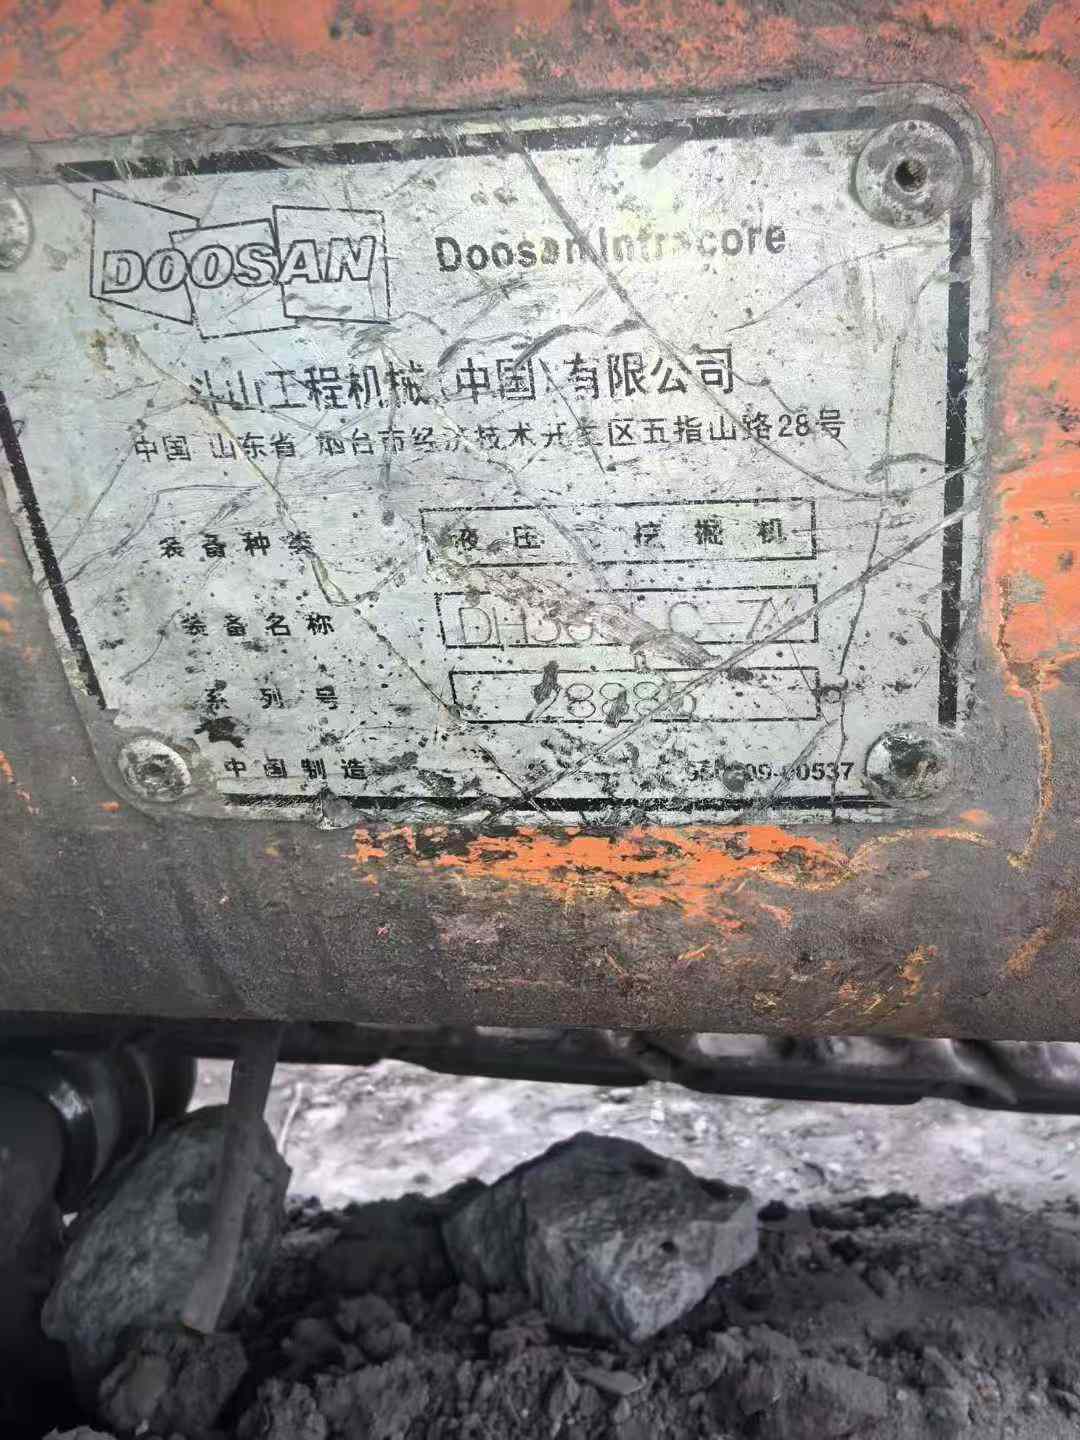 DOOSAN Doosan Infracore
斗山工程机械(中国)有限公司
中国 山东省 烟台市经济技术开发区五指山路28号
装备种类 液压 挖掘机
装备名称
系列号
中国制造